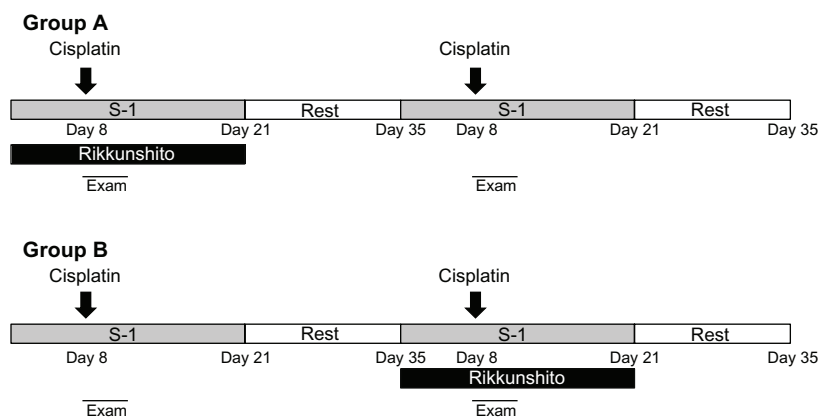 Group A
Cisplatin Cisplatin
S-1 Rest S-1 Rest
Day 8 Day 21 Day 35 Day 8 Day 21 Day 35
Rikkunshito
Exam Exam
Group B
Cisplatin Cisplatin
S-1 Rest S-1 Rest
Day 8 Day 21 Day 35 Day 8 Day 21 Day 35
Rikkunshito
Exam Exam